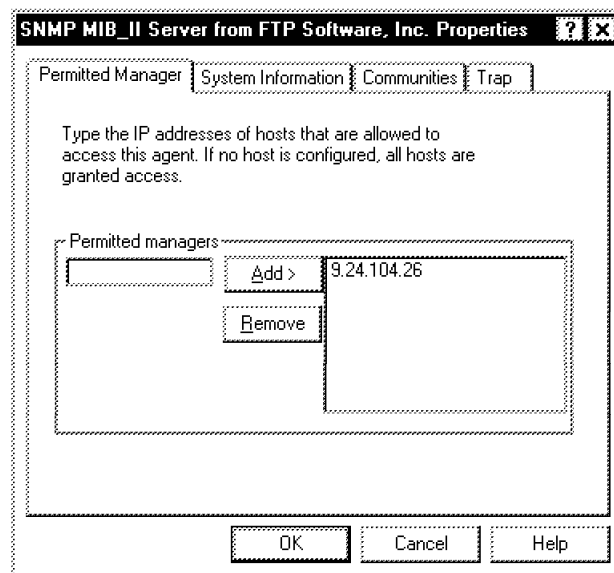 SNMP MIB_II Server from FTP Software, Inc. Properties ? X
Permitted Manager System Information Communities Trap
Type the IP addresses of hosts that are allowed to
access this agent. If no host is configured, all hosts are
granted access.
Permitted managers
Add > 9.24.104.26
Remove
OK Cancel Help